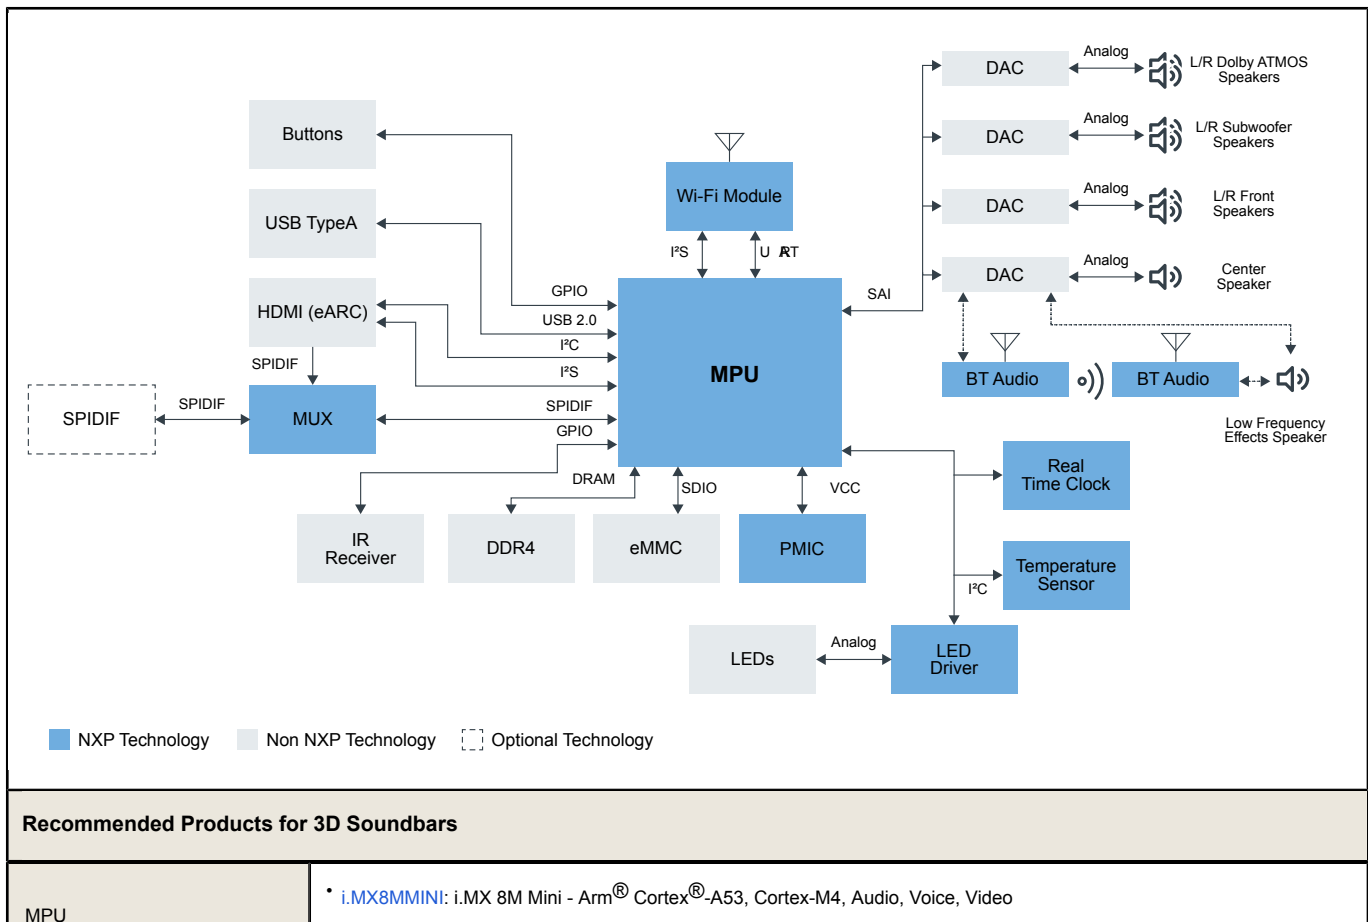 DAC
Analog
L/R Dolby ATMOS
Speakers
Buttons
DAC
Analog
L/R Subwoofer
Speakers
Wi-Fi Module
USB TypeA
DAC
Analog
L/R Front
Speakers
I²S
UART
HDMI (eARC)
GPIO
USB 2.0
I²C
I²S
SAI
DAC
Analog
Center
Speaker
SPIDIF
MPU
BT Audio
BT Audio
SPIDIF
SPIDIF
MUX
SPIDIF
GPIO
Low Frequency
Effects Speaker
DRAM
SDIO
VCC
Real
Time Clock
IR
Receiver
DDR4
eMMC
PMIC
Temperature
Sensor
I²C
LEDs
Analog
LED
Driver
NXP Technology
Non NXP Technology
Optional Technology
Recommended Products for 3D Soundbars
MPU
• i.MX8MMINI: i.MX 8M Mini - Arm® Cortex®-A53, Cortex-M4, Audio, Voice, Video